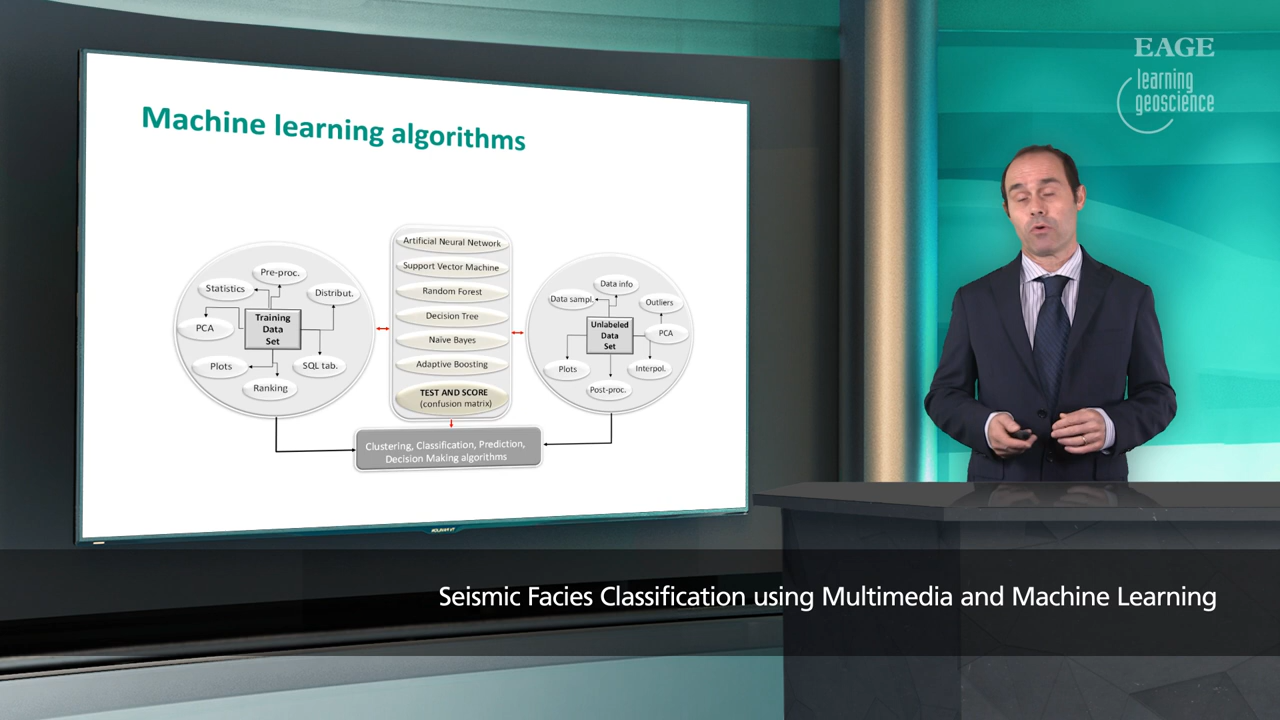 EAGE
learning
geoscience
Machine learning algorithms
Pre-proc.
Statistics
Distribut.
PCA
Training
Data
Set
Plots
SQL tab.
Ranking
Artificial Neural Network
Support Vector Machine
Random Forest
Decision Tree
Naive Bayes
Adaptive Boosting
TEST AND SCORE
(confusion matrix)
Data info
Data sampl.
Outliers
Unlabeled
Data
Set
PCA
Plots
Interpol.
Post-proc.
Clustering, Classification, Prediction,
Decision Making algorithms
Seismic Facies Classification using Multimedia and Machine Learning